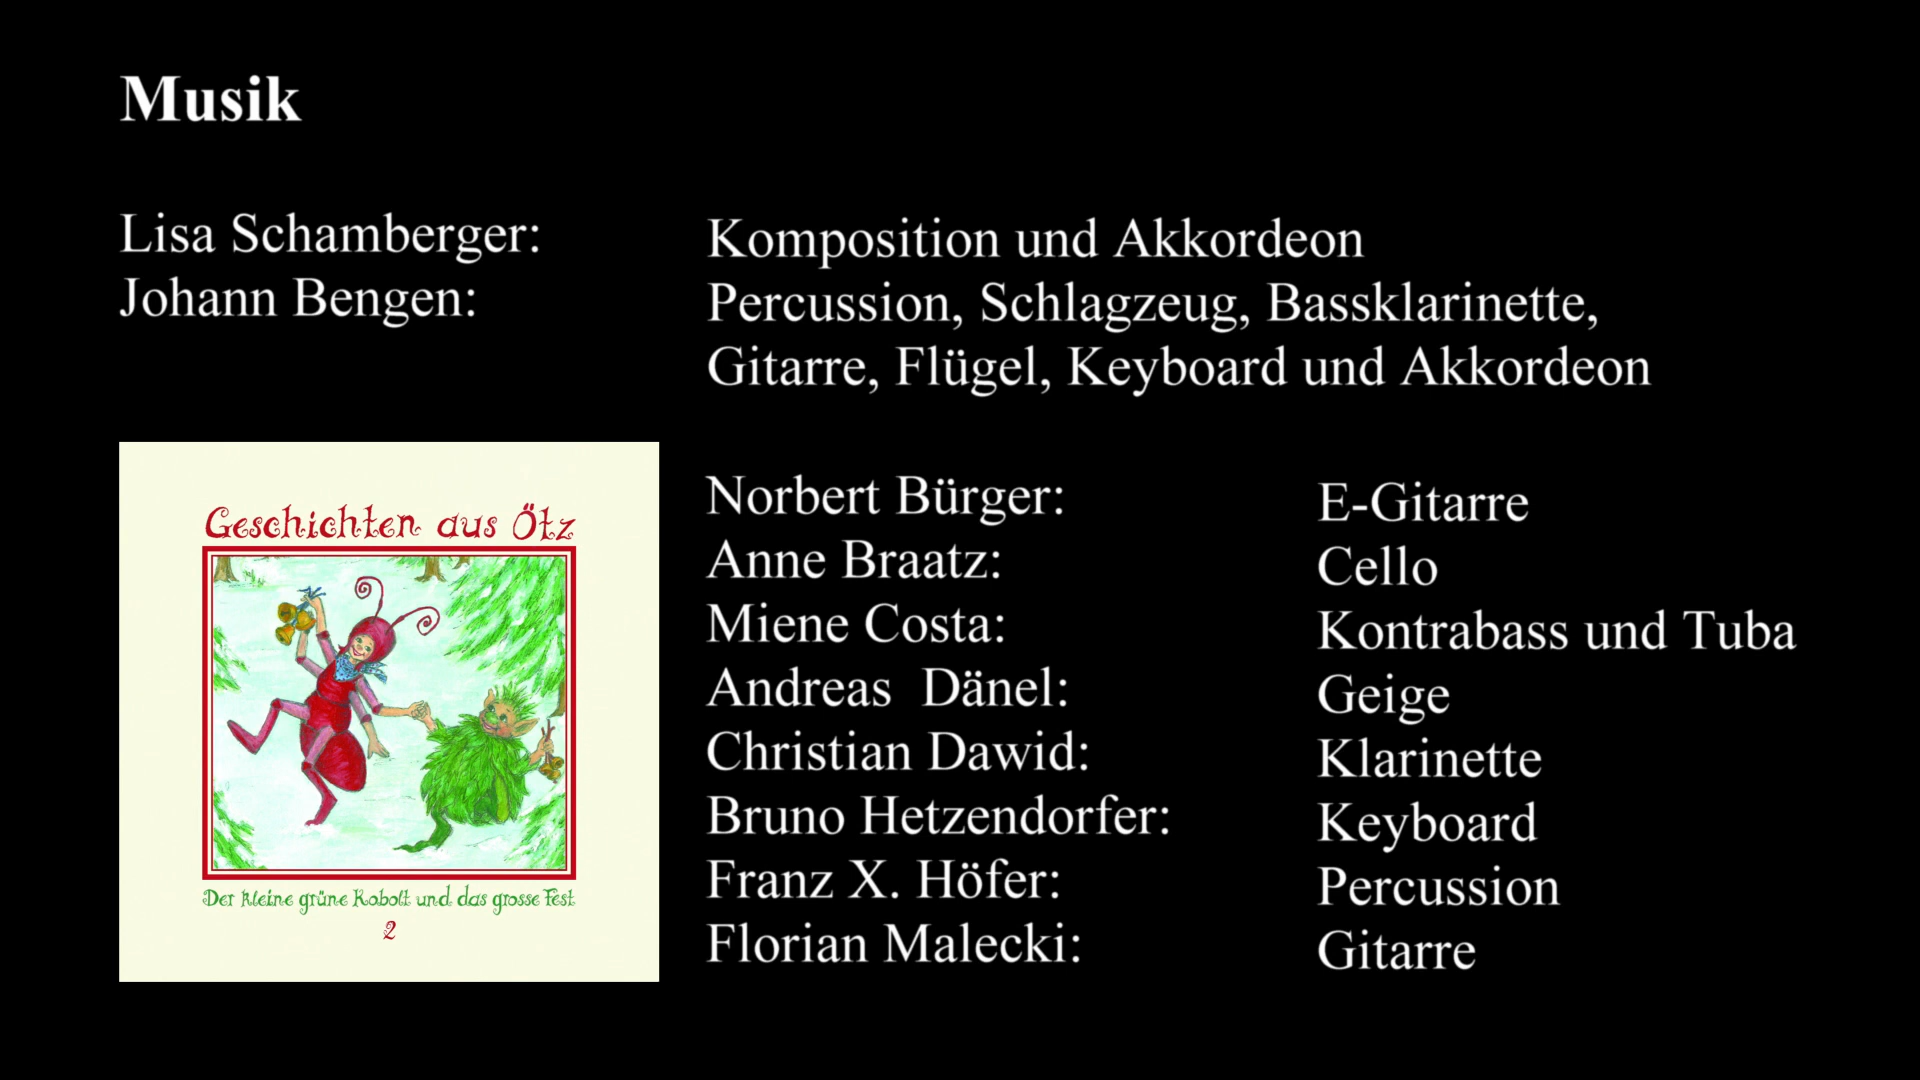 Musik
Lisa Schamberger: Komposition und Akkordeon
Johann Bengen: Percussion, Schlagzeug, Bassklarinette,
Gitarre, Flügel, Keyboard und Akkordeon
Geschichten aus Ötz
Der kleine grüne Kobolt und das grosse Fest
2
Norbert Bürger: E-Gitarre
Anne Braatz: Cello
Miene Costa: Kontrabass und Tuba
Andreas  Dänel: Geige
Christian Dawid: Klarinette
Bruno Hetzendorfer: Keyboard
Franz X. Höfer: Percussion
Florian Malecki: Gitarre